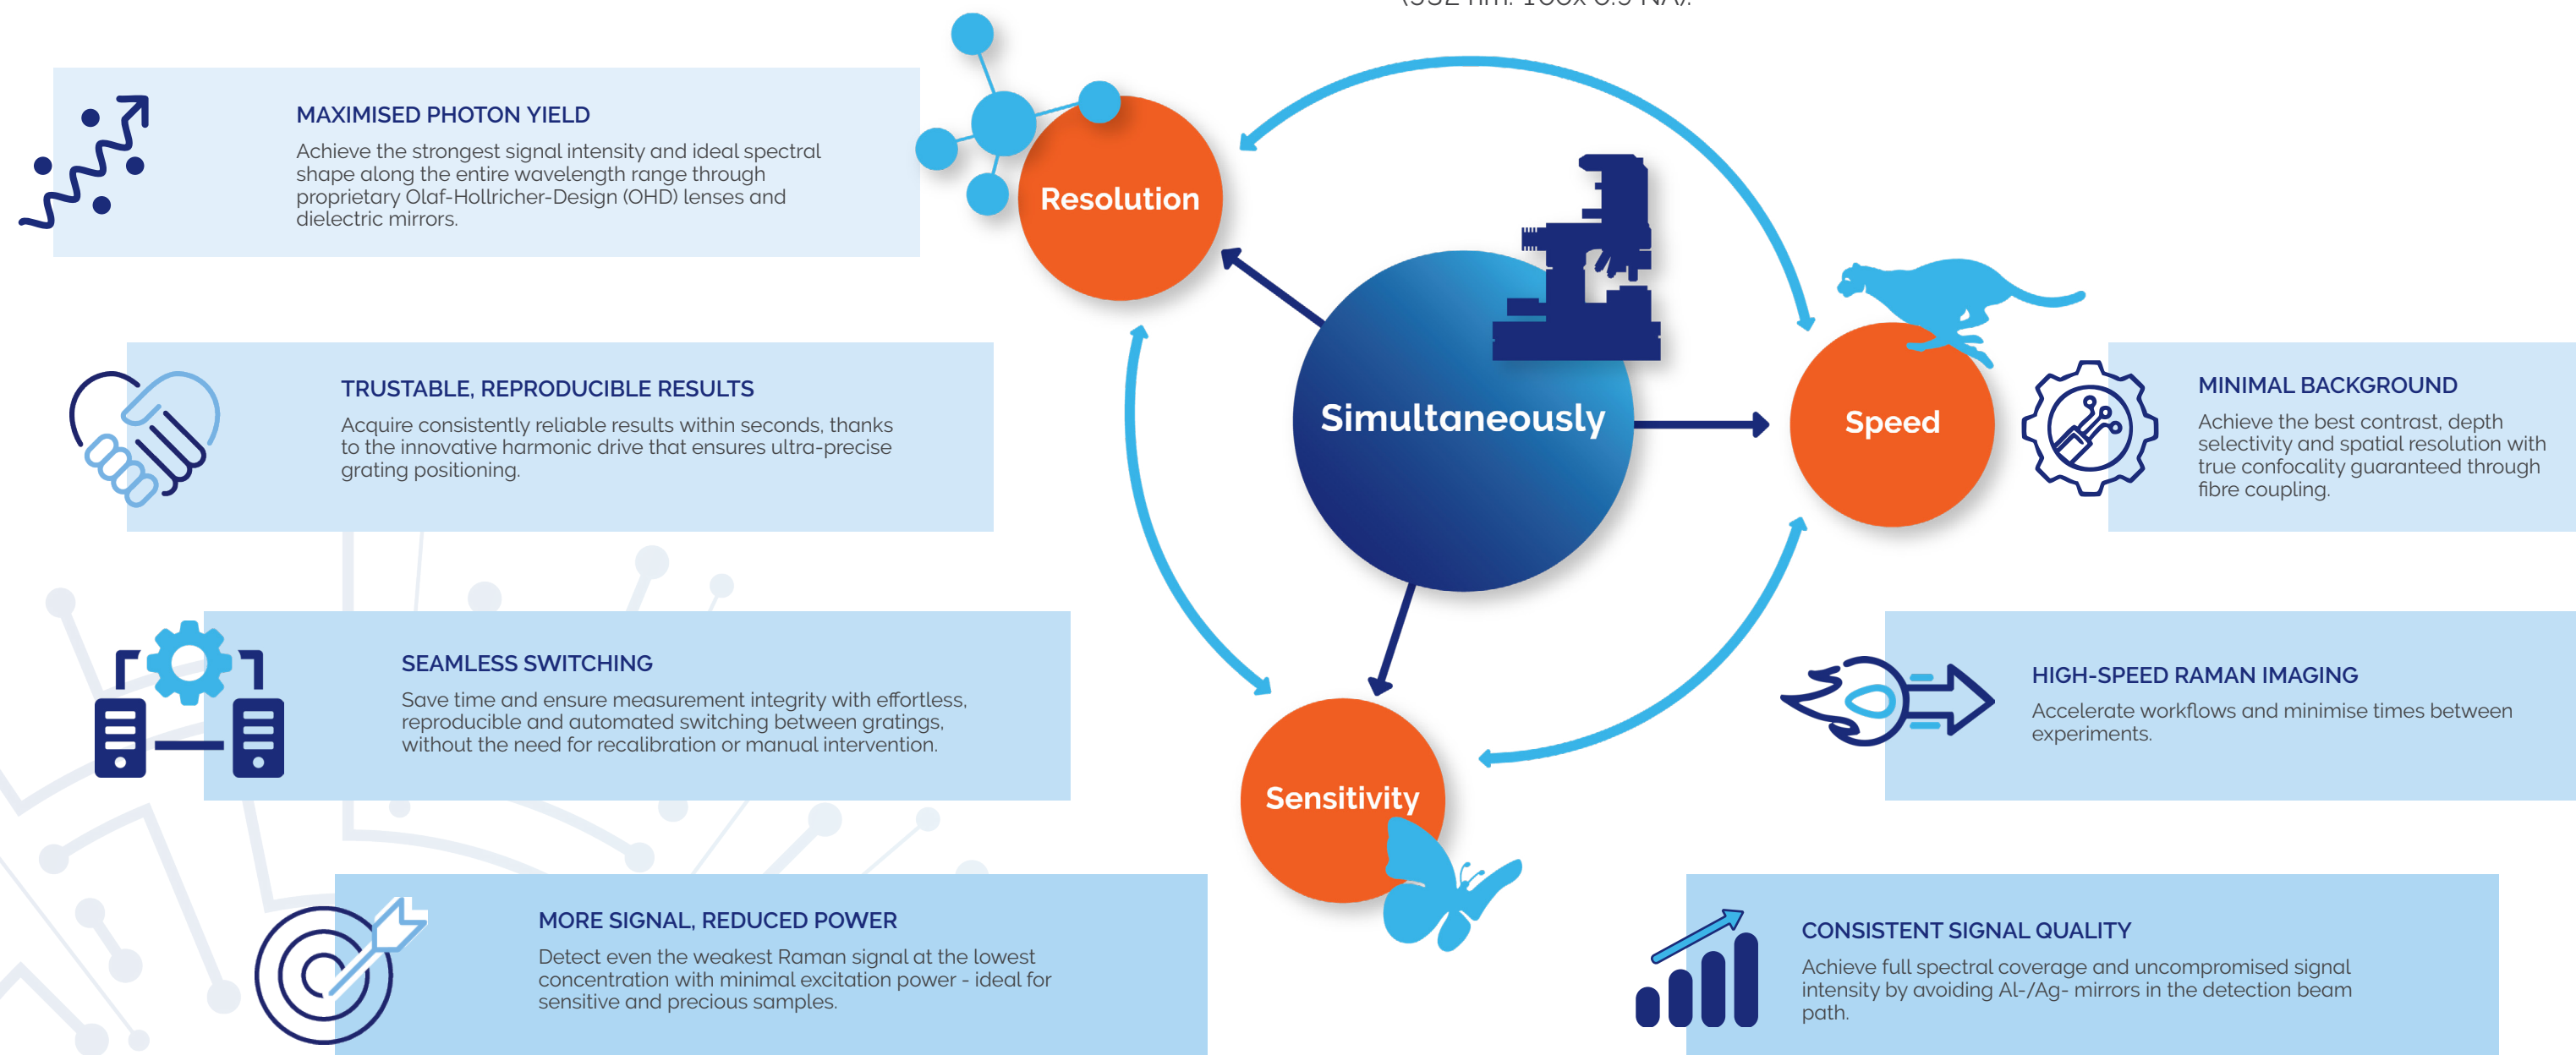 MAXIMISED PHOTON YIELD
Achieve the strongest signal intensity and ideal spectral
shape along the entire wavelength range through
proprietary Olaf-Hollricher-Design (OHD) lenses and
dielectric mirrors.
Resolution
TRUSTABLE, REPRODUCIBLE RESULTS
Acquire consistently reliable results within seconds, thanks
to the innovative harmonic drive that ensures ultra-precise
grating positioning.
Simultaneously
Speed
MINIMAL BACKGROUND
Achieve the best contrast, depth
selectivity and spatial resolution with
true confocality guaranteed through
fibre coupling.
SEAMLESS SWITCHING
Save time and ensure measurement integrity with effortless,
reproducible and automated switching between gratings,
without the need for recalibration or manual intervention.
HIGH-SPEED RAMAN IMAGING
Accelerate workflows and minimise times between
experiments.
Sensitivity
MORE SIGNAL, REDUCED POWER
Detect even the weakest Raman signal at the lowest
concentration with minimal excitation power - ideal for
sensitive and precious samples.
CONSISTENT SIGNAL QUALITY
Achieve full spectral coverage and uncompromised signal
intensity by avoiding Al-/Ag- mirrors in the detection beam
path.